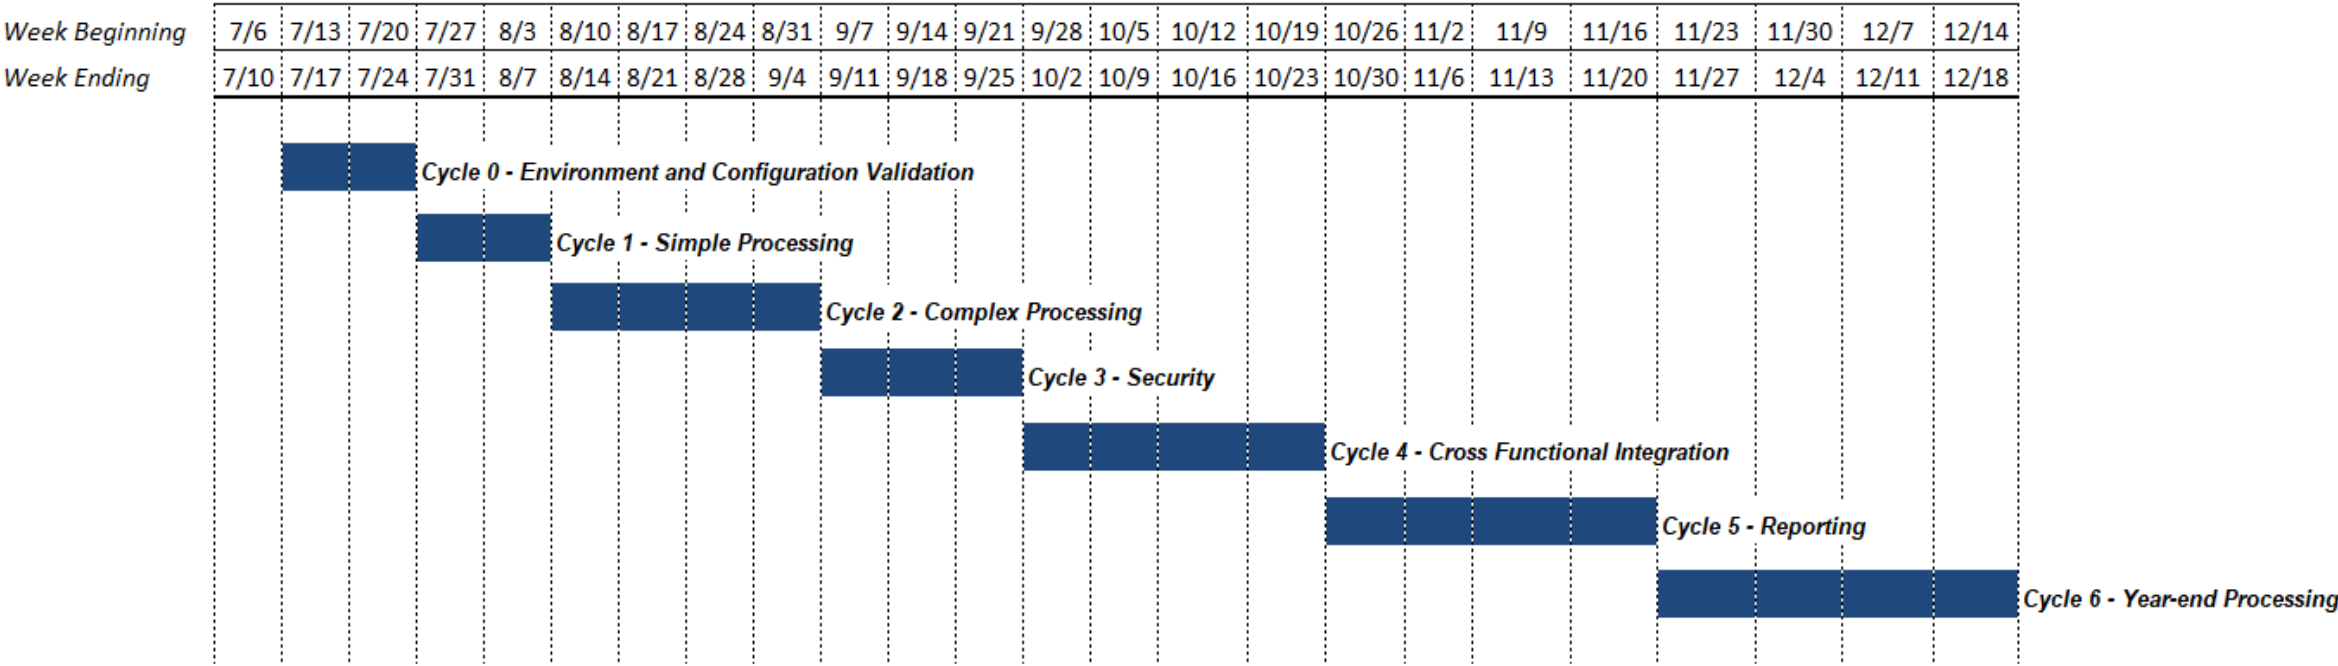 Week Beginning 7/6 7/13 7/20 7/27 8/3 8/10 8/17 8/24 8/31 9/7 9/14 9/21 9/28 10/5 10/12 10/19 10/26 11/2 11/9 11/16 11/23 11/30 12/7 12/14
Week Ending 7/10 7/17 7/24 7/31 8/7 8/14 8/21 8/28 9/4 9/11 9/18 9/25 10/2 10/9 10/16 10/23 10/30 11/6 11/13 11/20 11/27 12/4 12/11 12/18
Cycle 0 - Environment and Configuration Validation
Cycle 1 - Simple Processing
Cycle 2 - Complex Processing
Cycle 3 - Security
Cycle 4 - Cross Functional Integration
Cycle 5 - Reporting
Cycle 6 - Year-end Processing